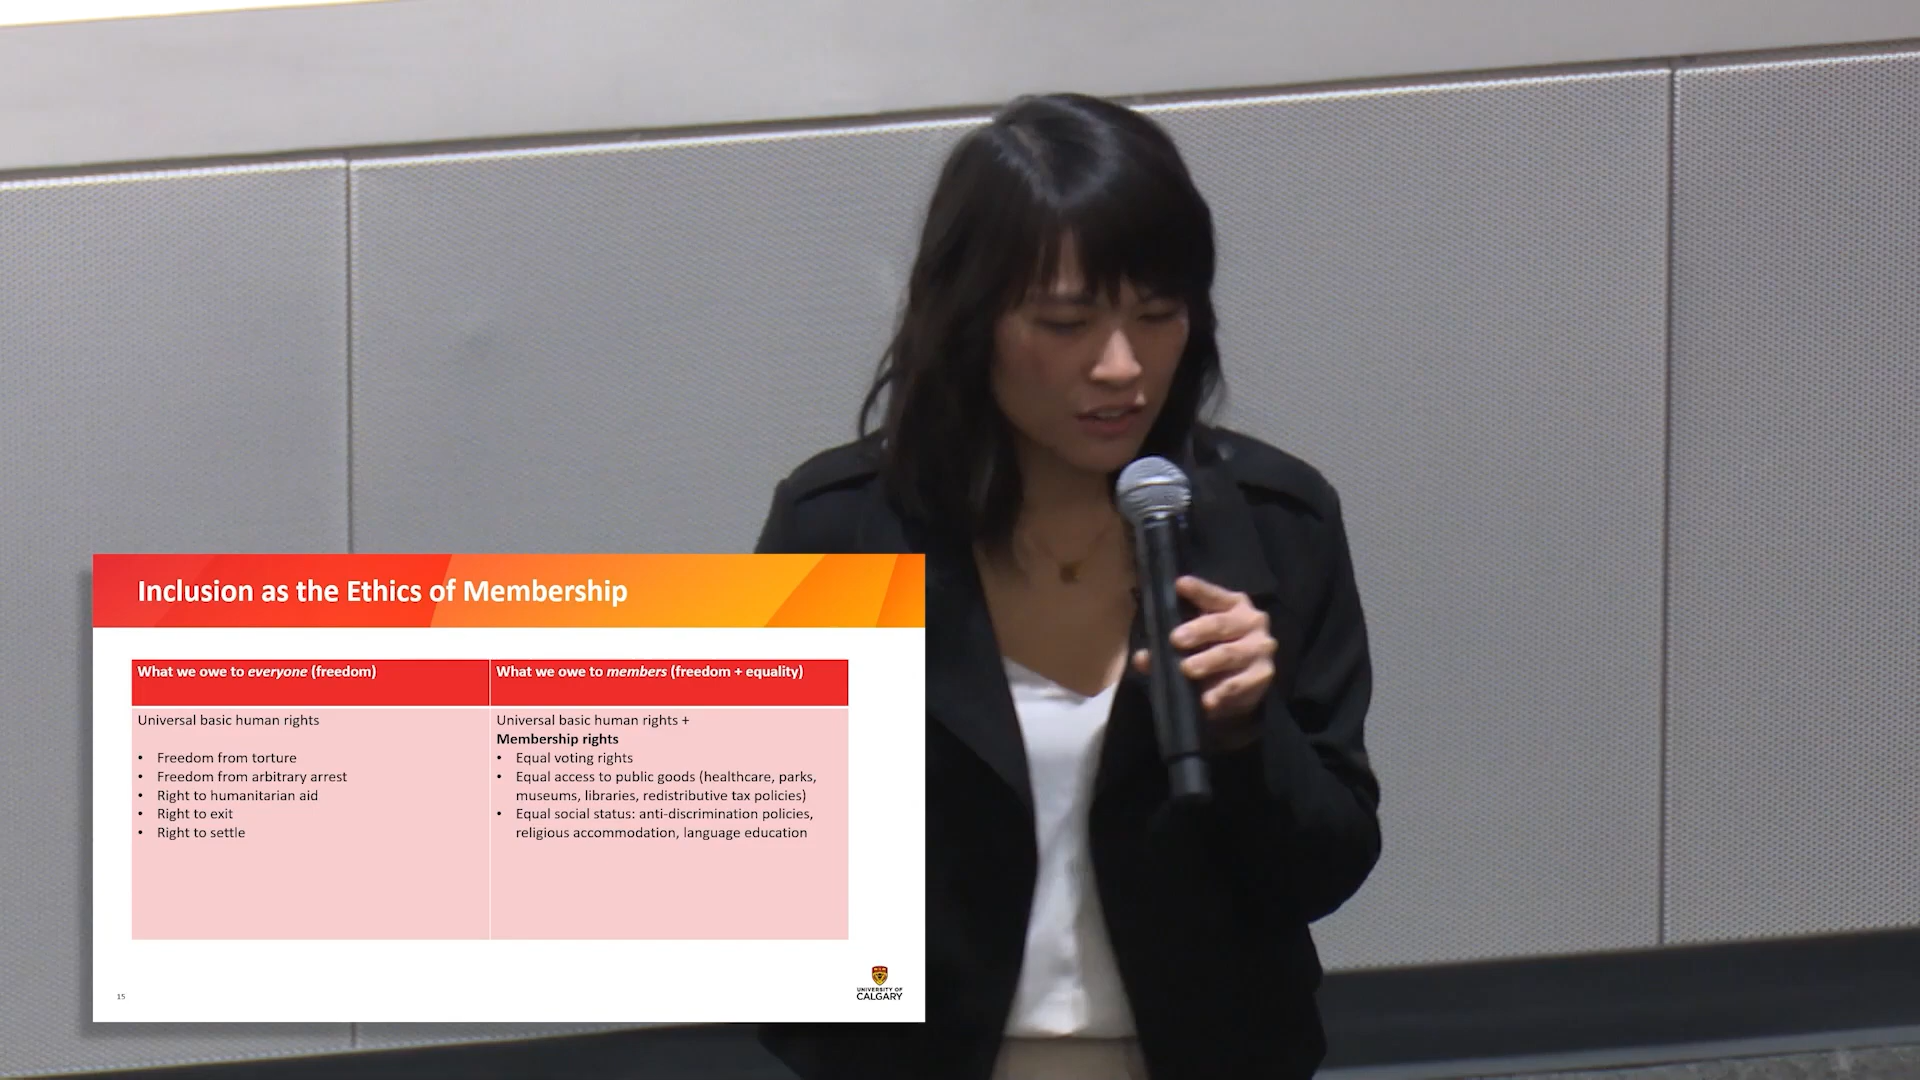 Inclusion as the Ethics of Membership
What we owe to everyone (freedom)
Universal basic human rights
• Freedom from torture
• Freedom from arbitrary arrest
• Right to humanitarian aid
• Right to exit
• Right to settle
What we owe to members (freedom + equality)
Universal basic human rights +
Membership rights
• Equal voting rights
• Equal access to public goods (healthcare, parks,
museums, libraries, redistributive tax policies)
• Equal social status: anti-discrimination policies,
religious accommodation, language education
15
UNIVERSITY OF
CALGARY